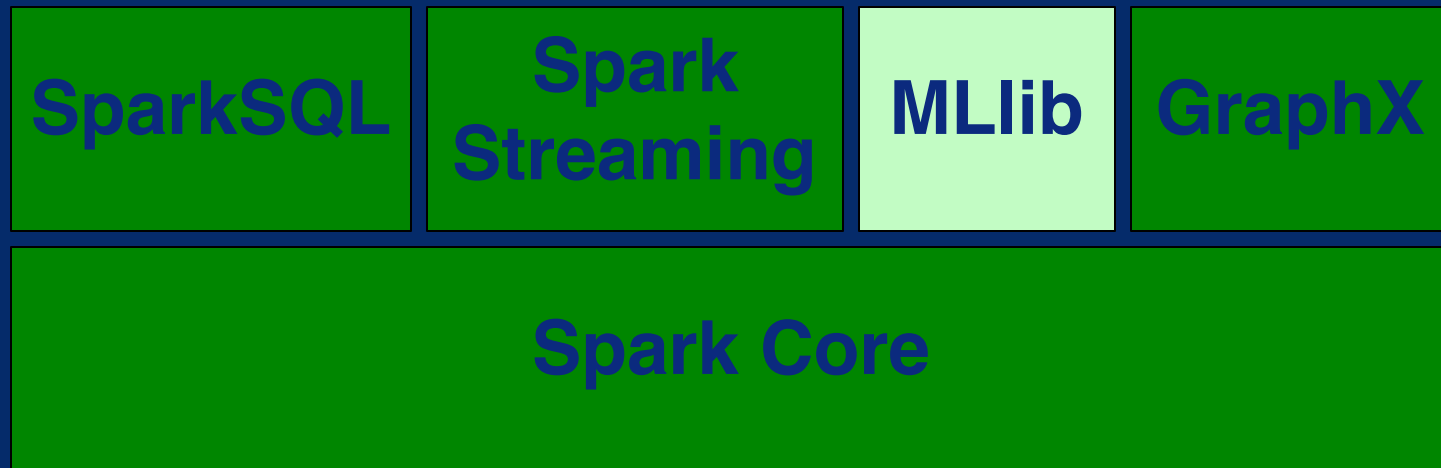 SparkSQL
Spark
Streaming
MLlib
GraphX
Spark Core